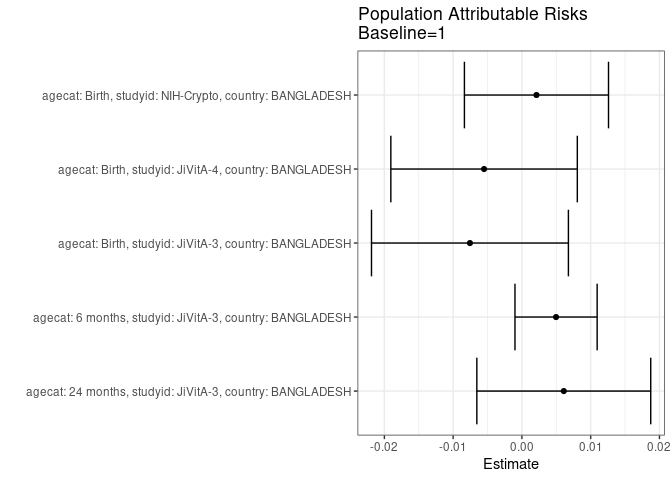 Population Attributable Risks
Baseline=1
agecat: Birth, studyid: NIH-Crypto, country: BANGLADESH
agecat: Birth, studyid: JiVitA-4, country: BANGLADESH
agecat: Birth, studyid: JiVitA-3, country: BANGLADESH
agecat: 6 months, studyid: JiVitA-3, country: BANGLADESH
agecat: 24 months, studyid: JiVitA-3, country: BANGLADESH
-0.02 -0.01 0.00 0.01 0.02
Estimate